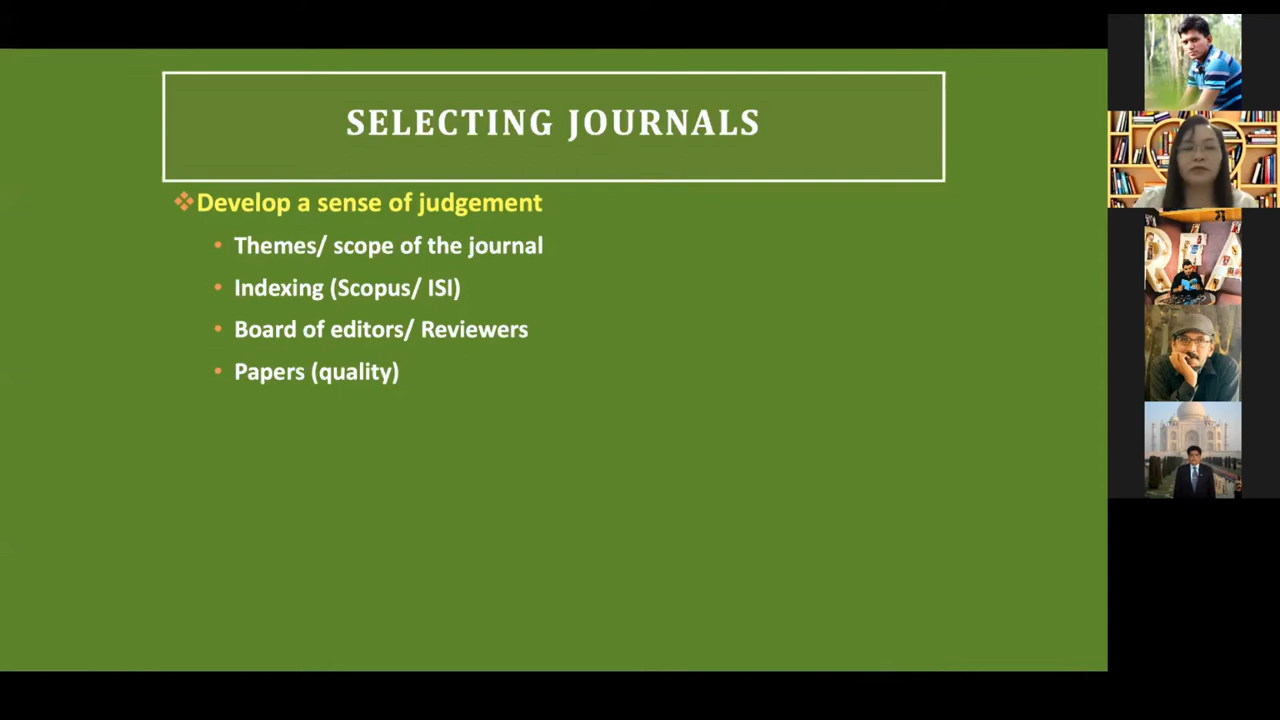 SELECTING JOURNALS
❖Develop a sense of judgement
• Themes/ scope of the journal
• Indexing (Scopus/ ISI)
• Board of editors/ Reviewers
• Papers (quality)